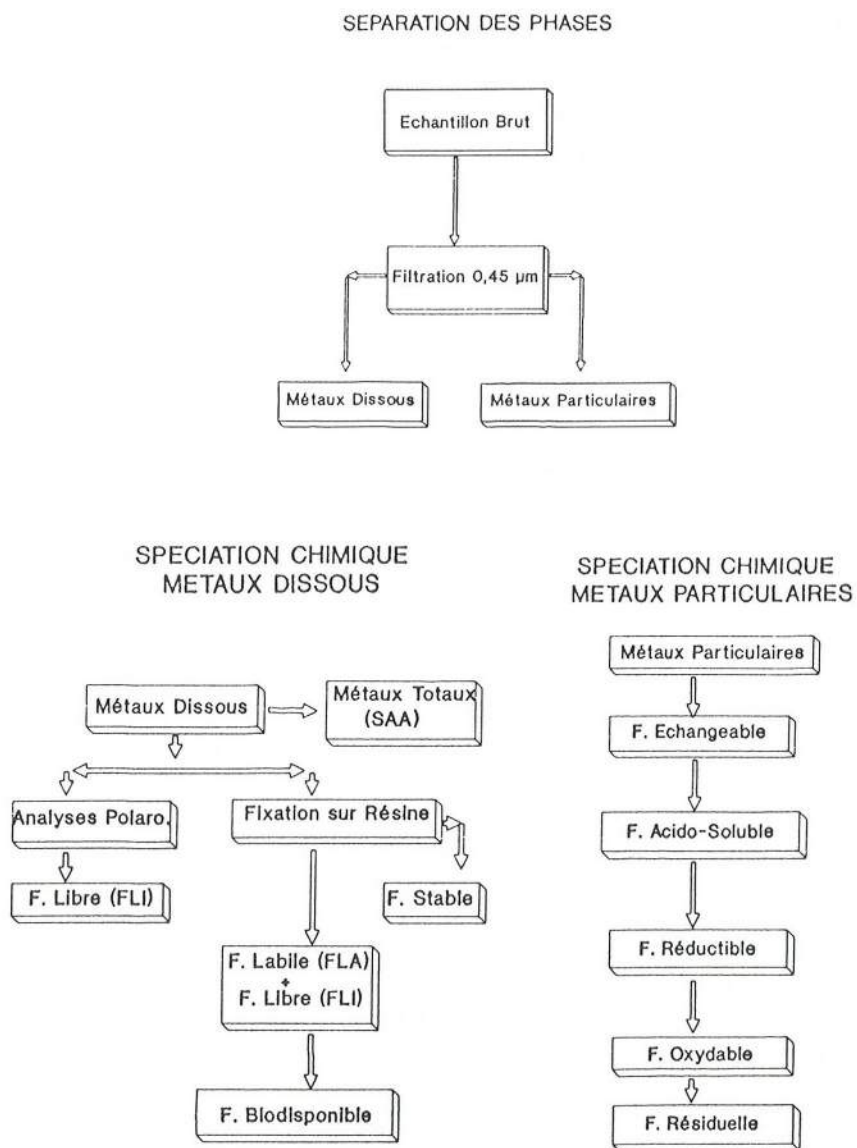 SEPARATION DES PHASES
Echantillon Brut
Filtration 0,45 µm
Métaux Dissous
Métaux Particulaires
SPECIATION CHIMIQUE
METAUX DISSOUS
Métaux Dissous
Métaux Totaux
(SAA)
Analyses Polaro.
Fixation sur Résine
F. Libre (FLI)
F. Stable
F. Labile (FLA)
+
F. Libre (FLI)
F. Biodisponible
SPECIATION CHIMIQUE
METAUX PARTICULAIRES
Métaux Particulaires
F. Echangeable
F. Acido-Soluble
F. Réductible
F. Oxydable
F. Résiduelle